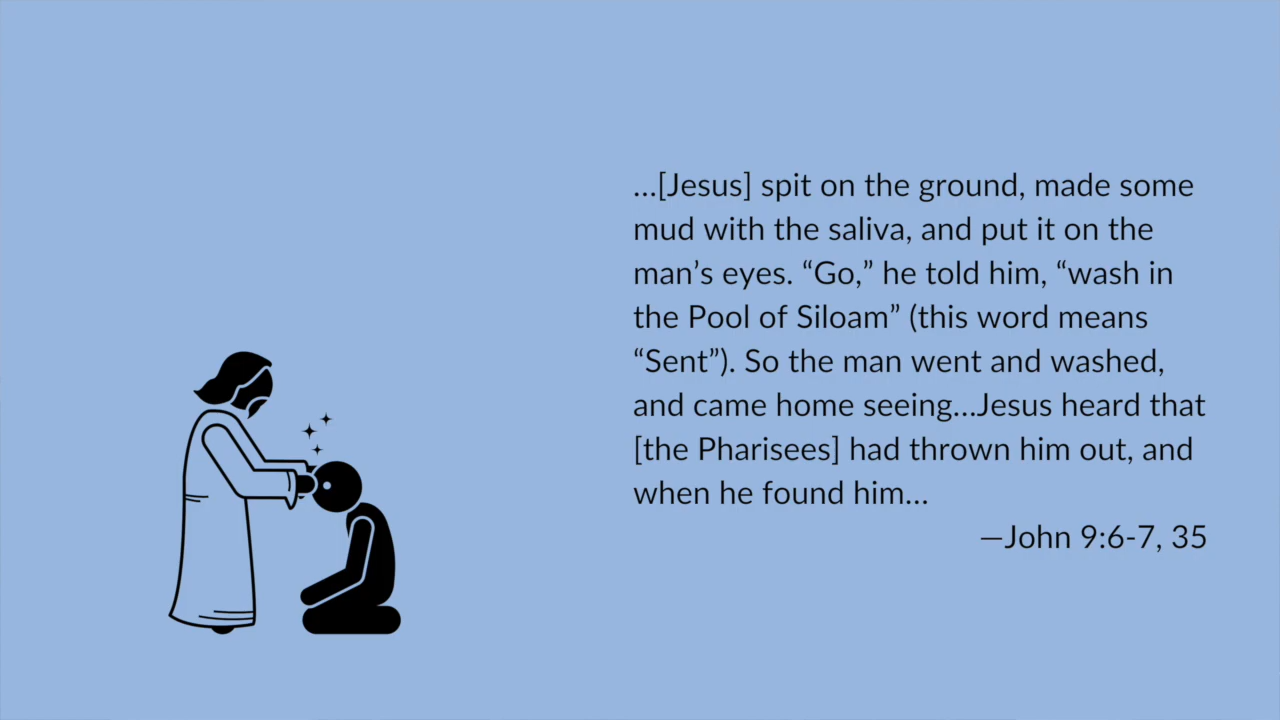 …[Jesus] spit on the ground, made some
mud with the saliva, and put it on the
man’s eyes. “Go,” he told him, “wash in
the Pool of Siloam” (this word means
“Sent”). So the man went and washed,
and came home seeing…Jesus heard that
[the Pharisees] had thrown him out, and
when he found him…
—John 9:6-7, 35